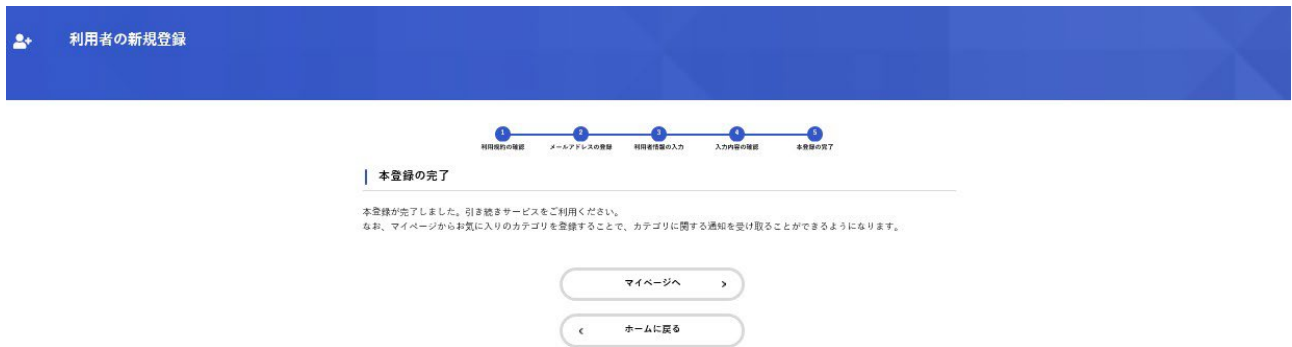 利用者の新規登録
1 2 3 4 5
利用規約の確認 メールアドレスの登録 利用者情報の入力 入力内容の確認 本登録の完了
本登録の完了
本登録が完了しました。引き続きサービスをご利用ください。
なお、マイページからお気に入りのカテゴリを登録することで、カテゴリに関する通知を受け取ることができるようになります。
マイページへ
ホームに戻る